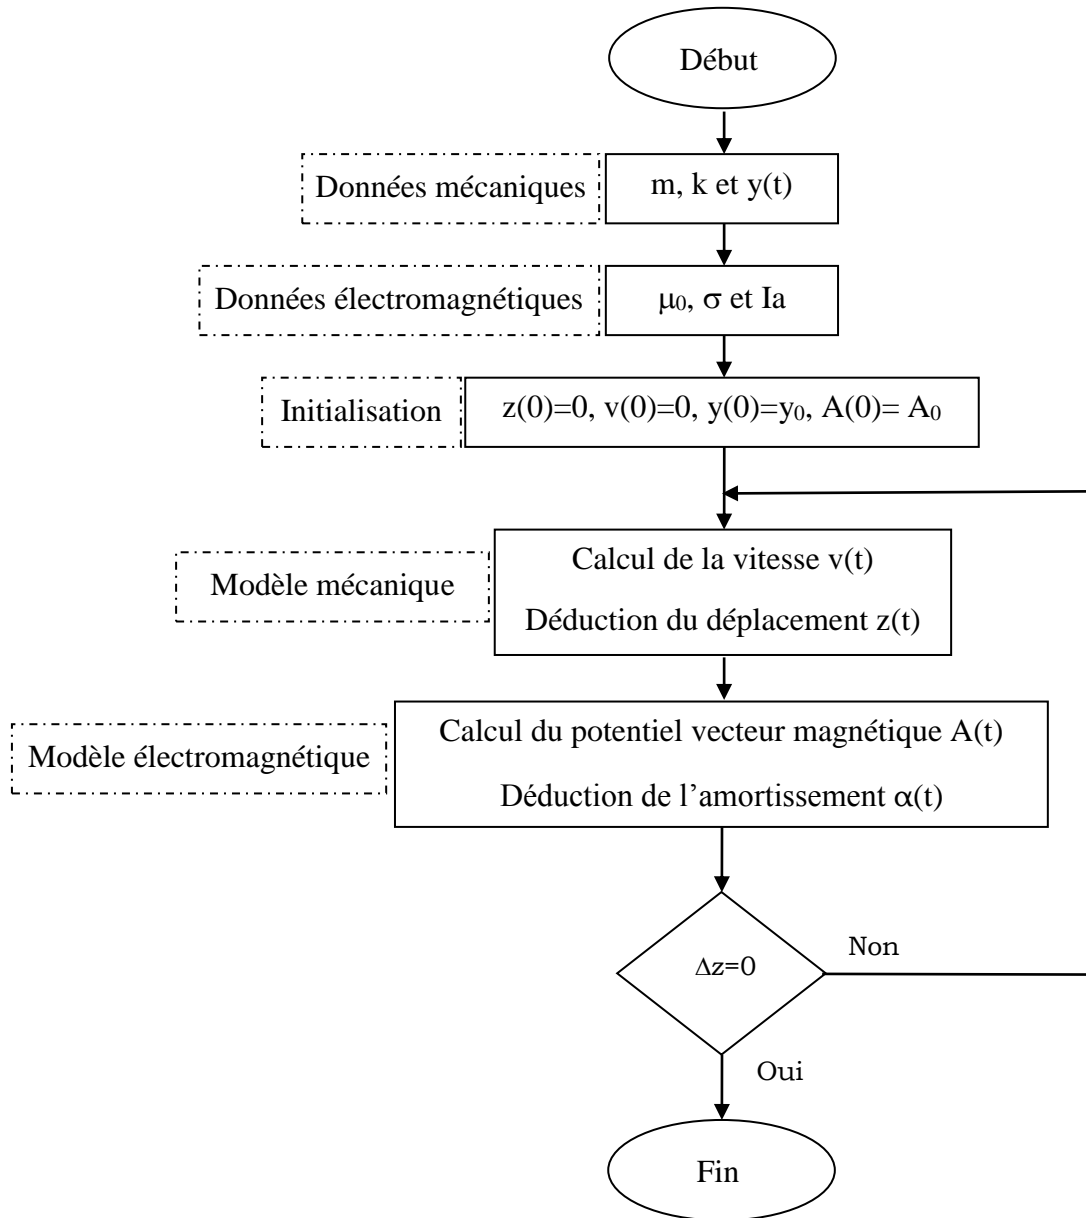 Début
Données mécaniques
m, k et y(t)
Données électromagnétiques
μ₀, σ et Ia
Initialisation
z(0)=0, v(0)=0, y(0)=y₀, A(0)= A₀
Modèle mécanique
Calcul de la vitesse v(t)
Déduction du déplacement z(t)
Modèle électromagnétique
Calcul du potentiel vecteur magnétique A(t)
Déduction de l’amortissement α(t)
Δz=0
Non
Oui
Fin